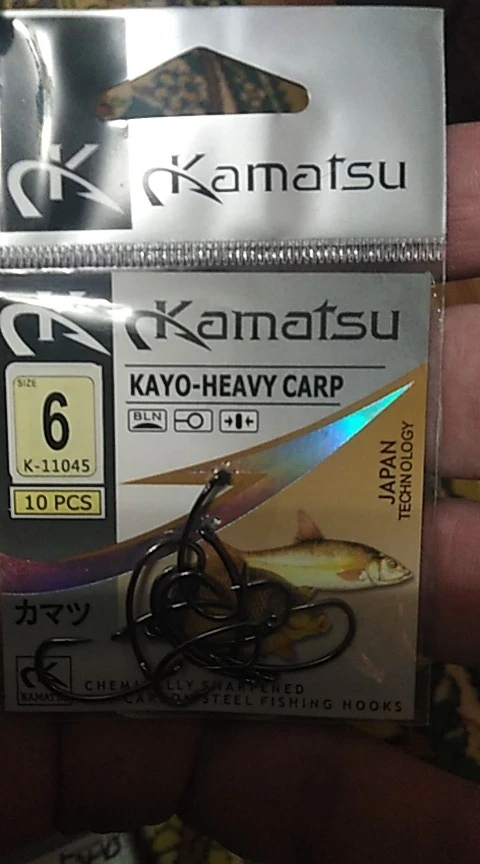 Kamatsu
Kamatsu
SIZE
6
K-11045
10 PCS
KAYO-HEAVY CARP
BLN
JAPAN
TECHNOLOGY
カマツ
KAMATSU
CHEMICALLY SHARPENED
CARBON STEEL FISHING HOOKS